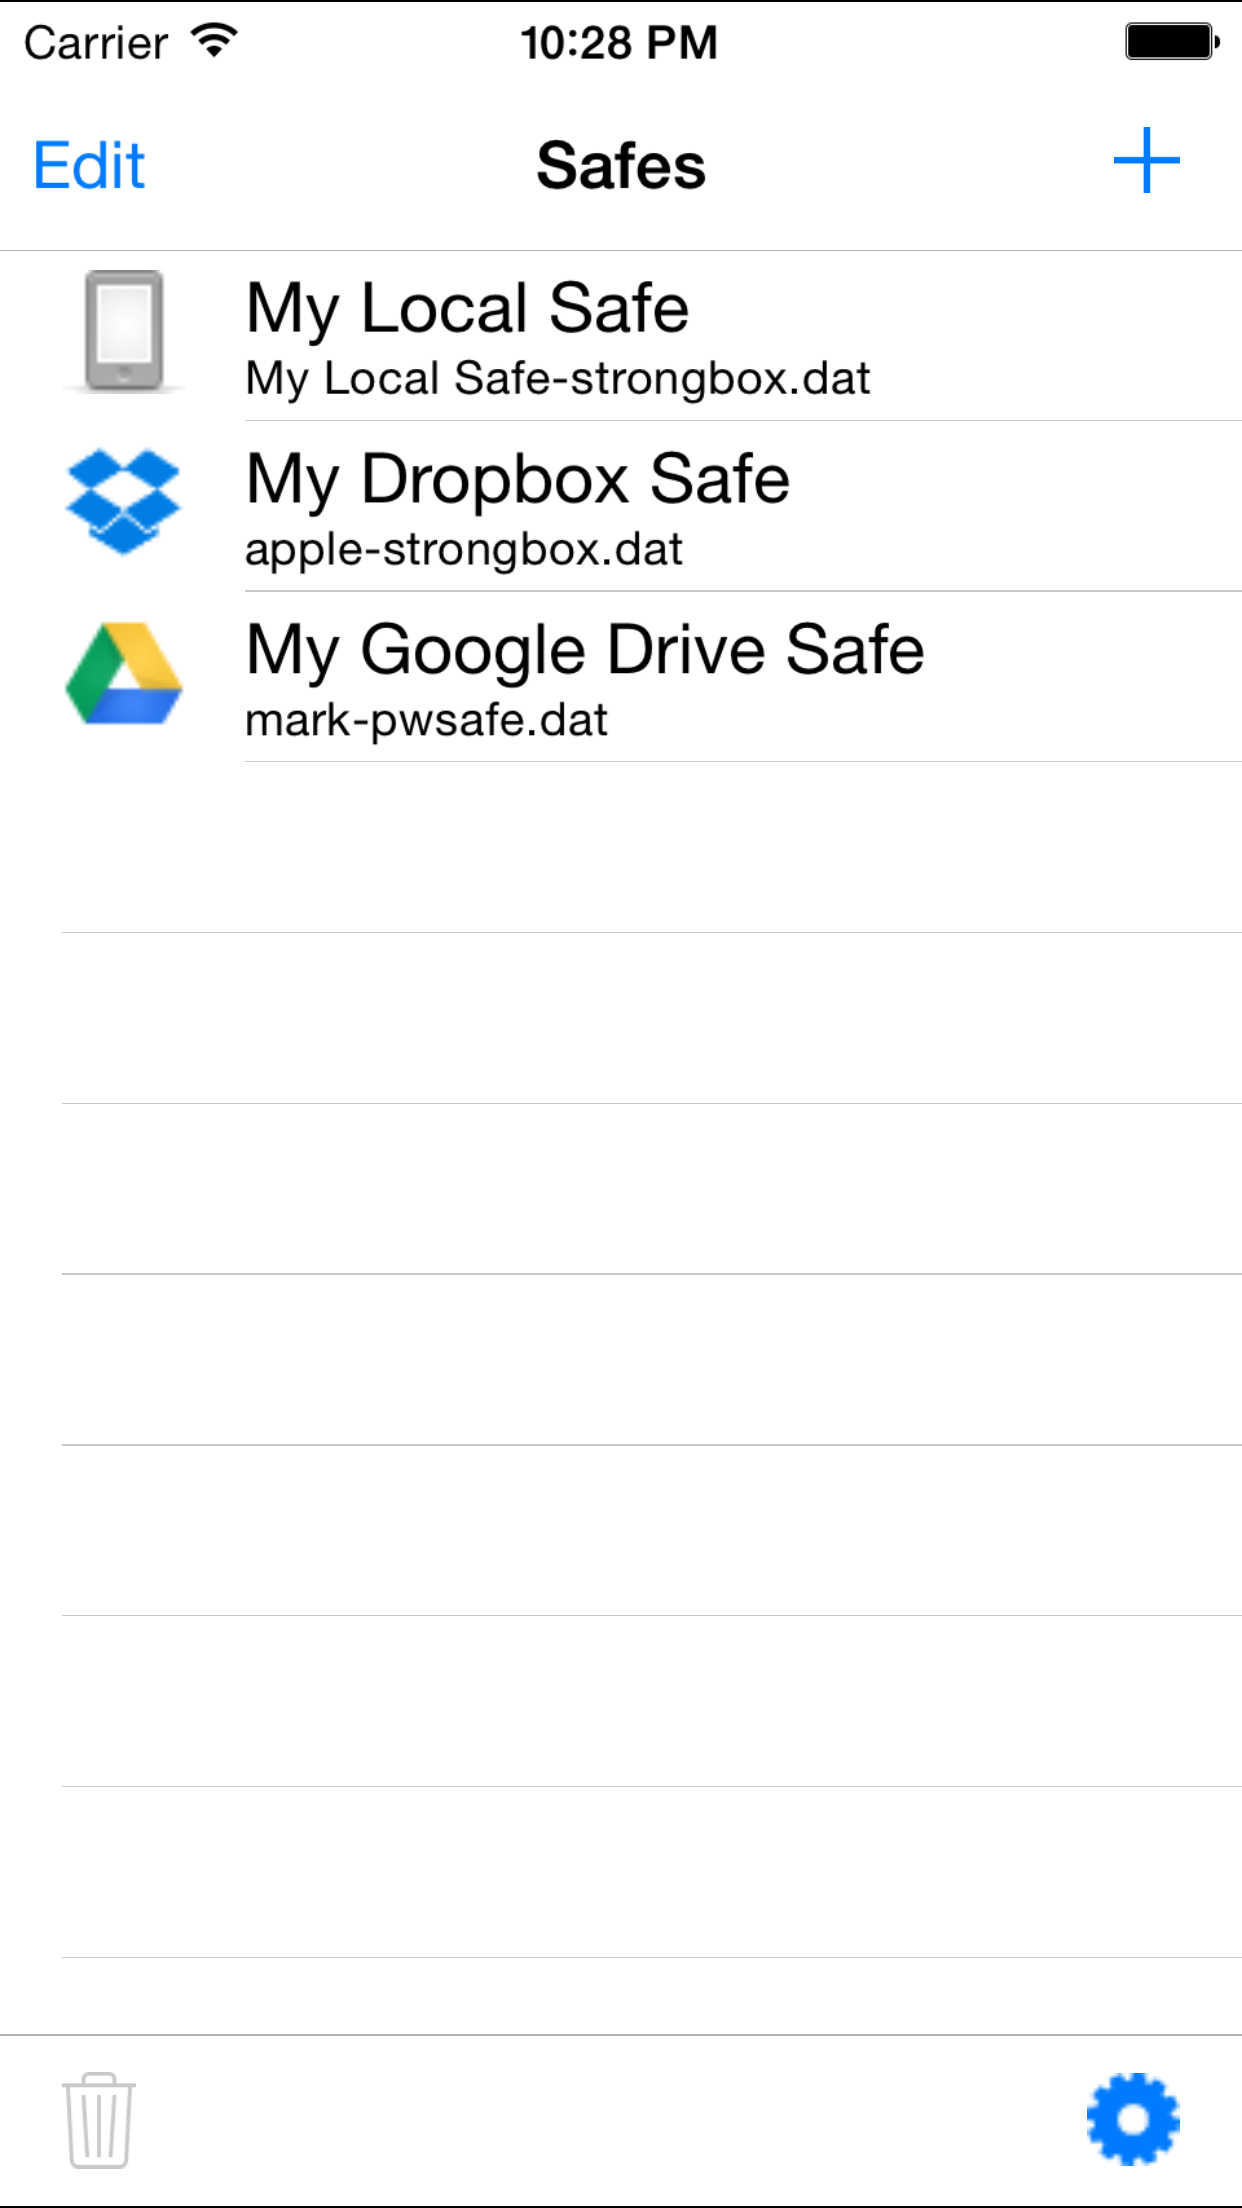 Carrier 10:28 PM
Edit Safes
My Local Safe
My Local Safe-strongbox.dat
My Dropbox Safe
apple-strongbox.dat
My Google Drive Safe
mark-pwsafe.dat